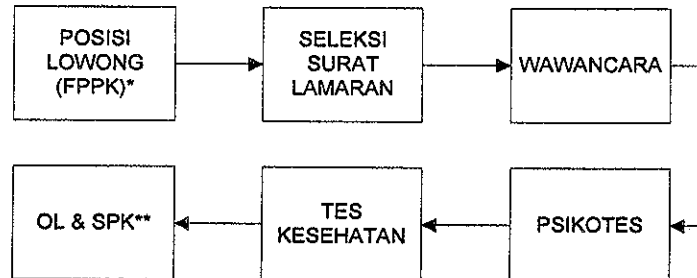 POSISI
LOWONG
(FPPK)*
SELEKSI
SURAT
LAMARAN
WAWANCARA
PSIKOTES
TES
KESEHATAN
OL & SPK**